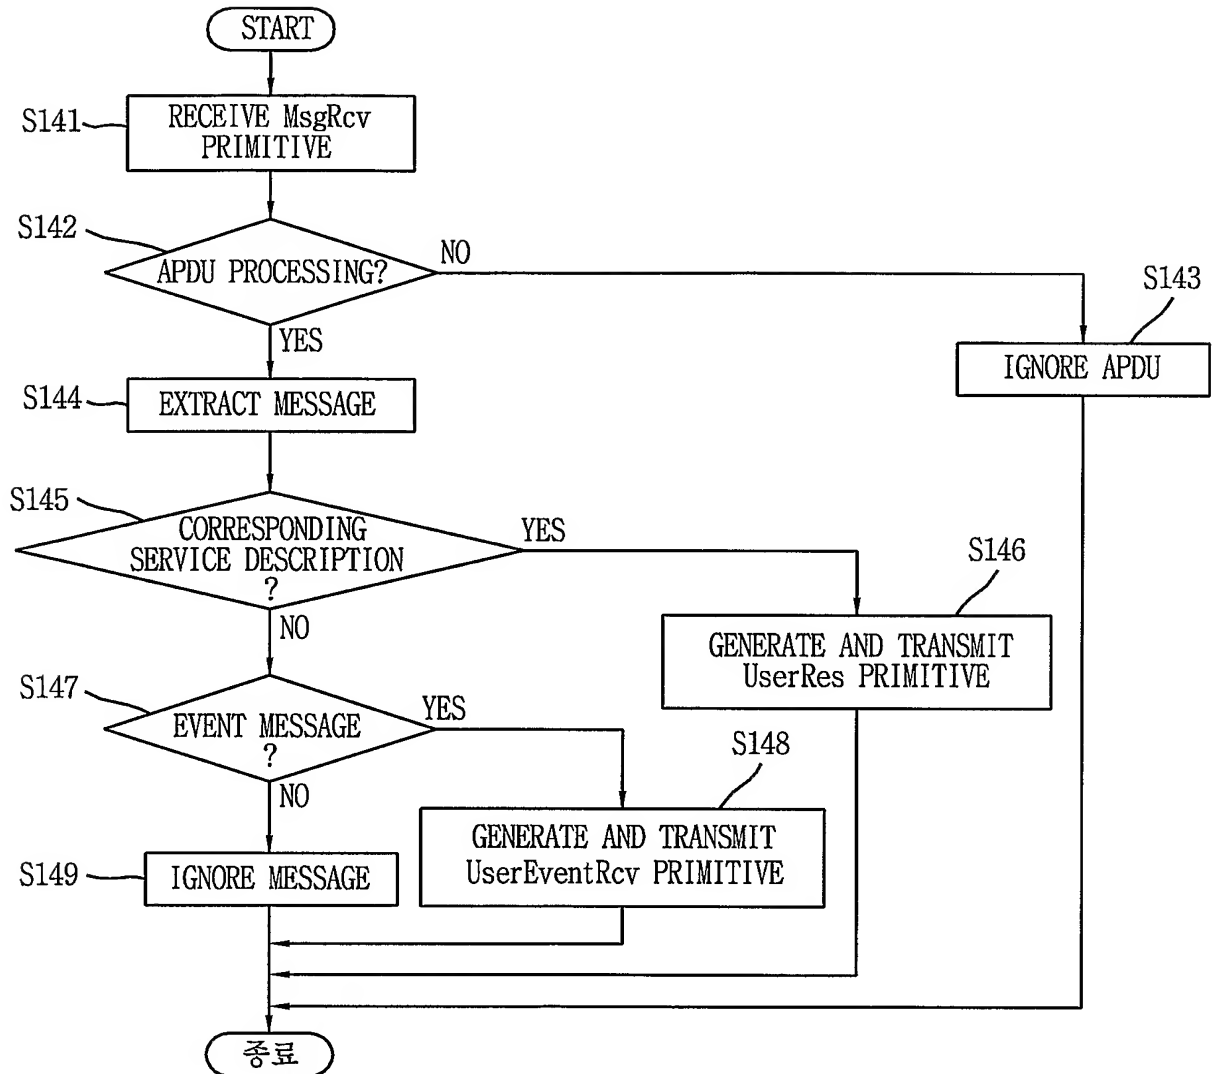 START
S141
RECEIVE MsgRcv
PRIMITIVE
S142
APDU PROCESSING?
NO
YES
S143
IGNORE APDU
S144
EXTRACT MESSAGE
S145
CORRESPONDING
SERVICE DESCRIPTION
?
YES
NO
S146
GENERATE AND TRANSMIT
UserRes PRIMITIVE
S147
EVENT MESSAGE
?
YES
NO
S148
GENERATE AND TRANSMIT
UserEventRcv PRIMITIVE
S149
IGNORE MESSAGE
종료